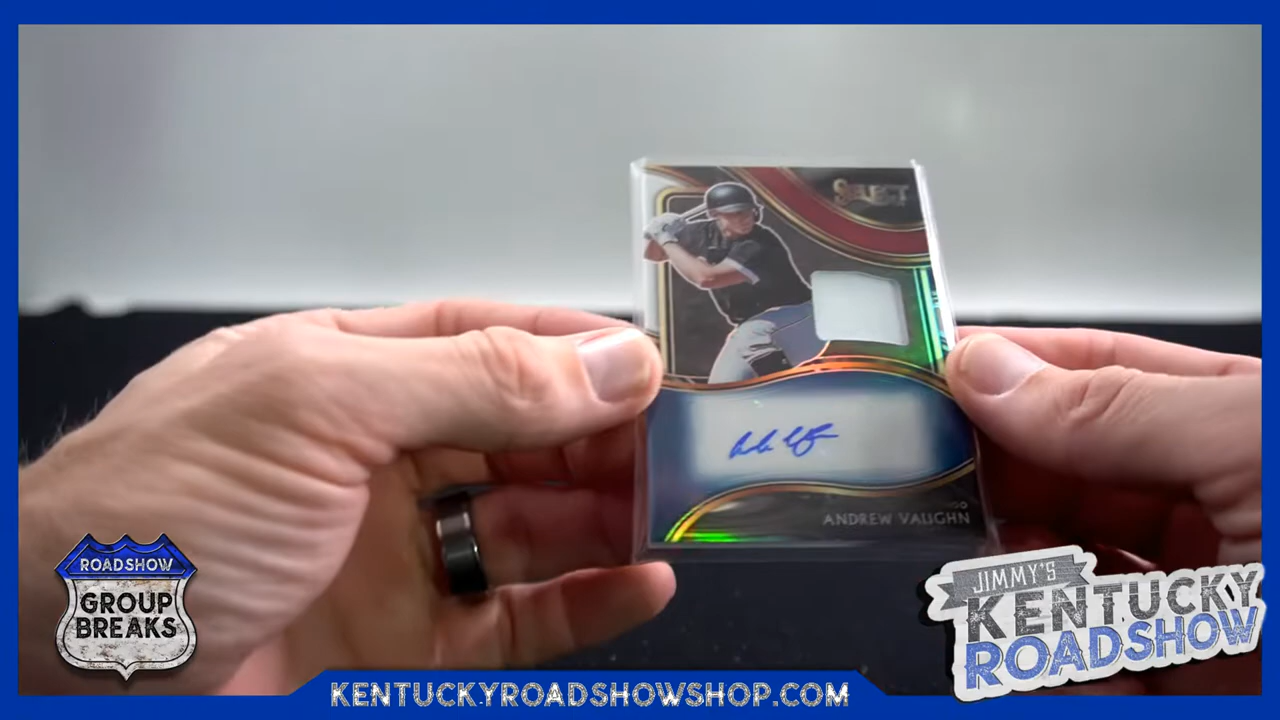 SELECT
ANDREW VAUGHN
ROADSHOW
GROUP
BREAKS
JIMMY'S
KENTUCKY
ROADSHOW
KENTUCKYROADSHOWSHOP.COM